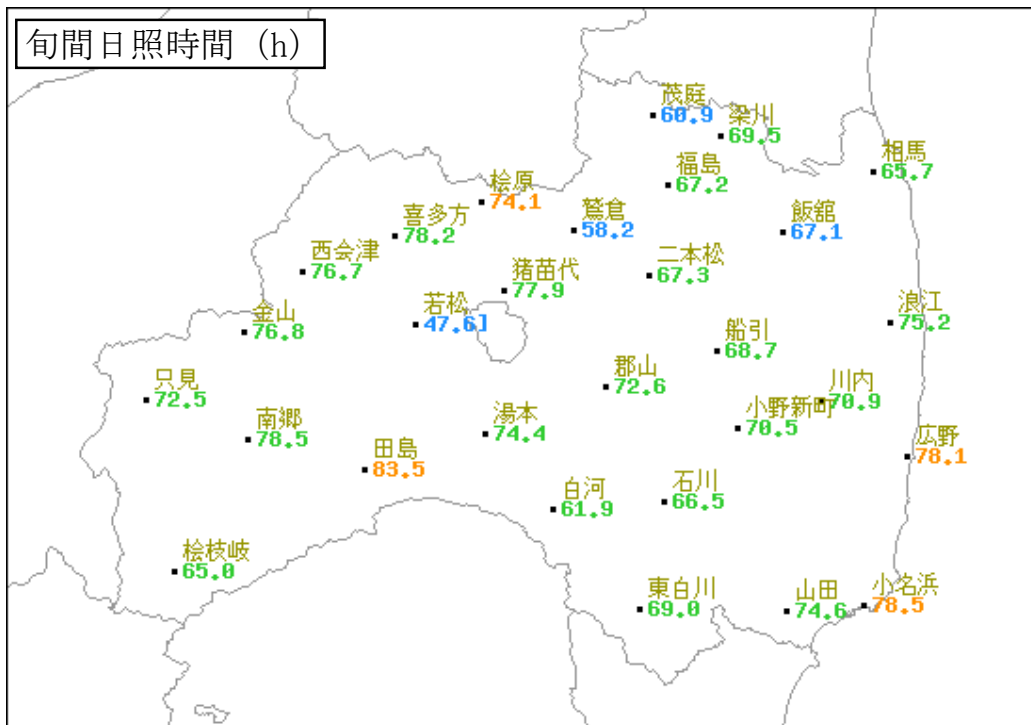 旬間日照時間 (h)
茂庭
60.9
梁川
69.5
相馬
65.7
福島
67.2
桧原
74.1
鷲倉
58.2
飯舘
67.1
喜多方
78.2
西会津
76.7
二本松
67.3
猪苗代
77.9
若松
47.6]
金山
76.8
浪江
75.2
船引
68.7
郡山
72.6
只見
72.5
川内
70.9
小野新町
70.5
湯本
74.4
南郷
78.5
田島
83.5
広野
78.1
白河
61.9
石川
66.5
桧枝岐
65.0
東白川
69.0
山田
74.6
小名浜
78.5